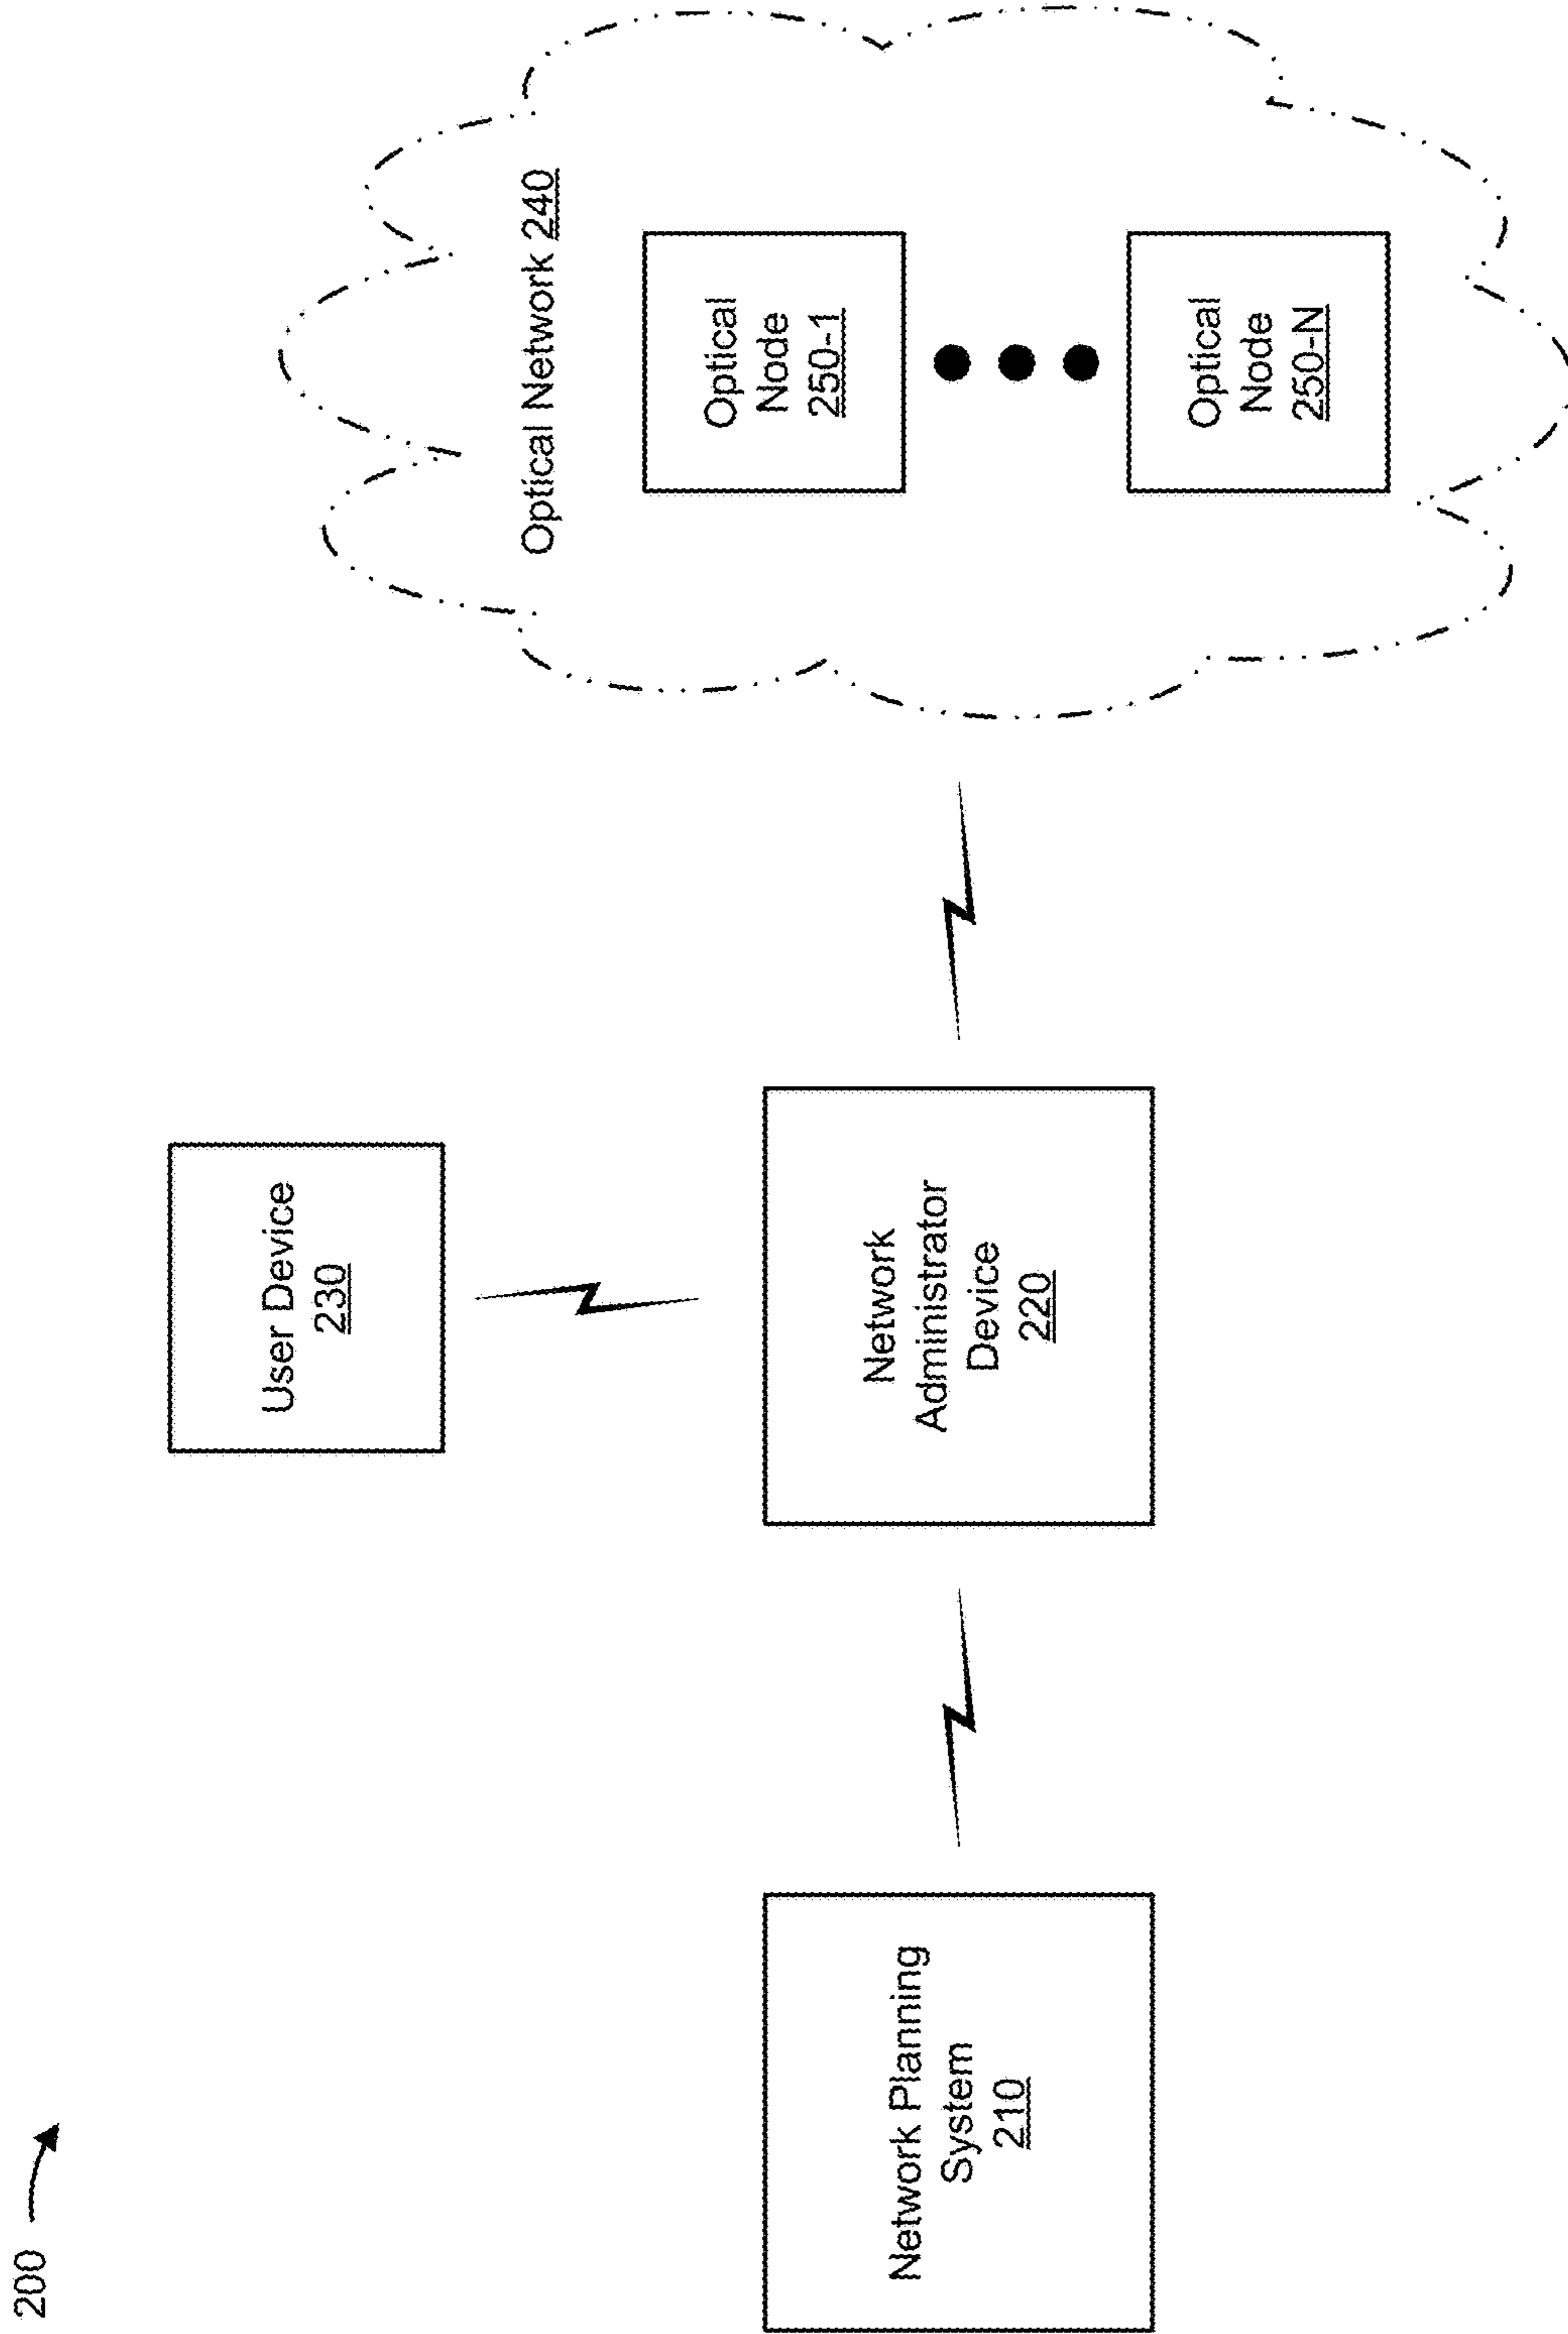 200
User Device
230
Optical Network 240
Network Planning
System
210
Network
Administrator
Device
220
Optical
Node
250-1
Optical
Node
250-N